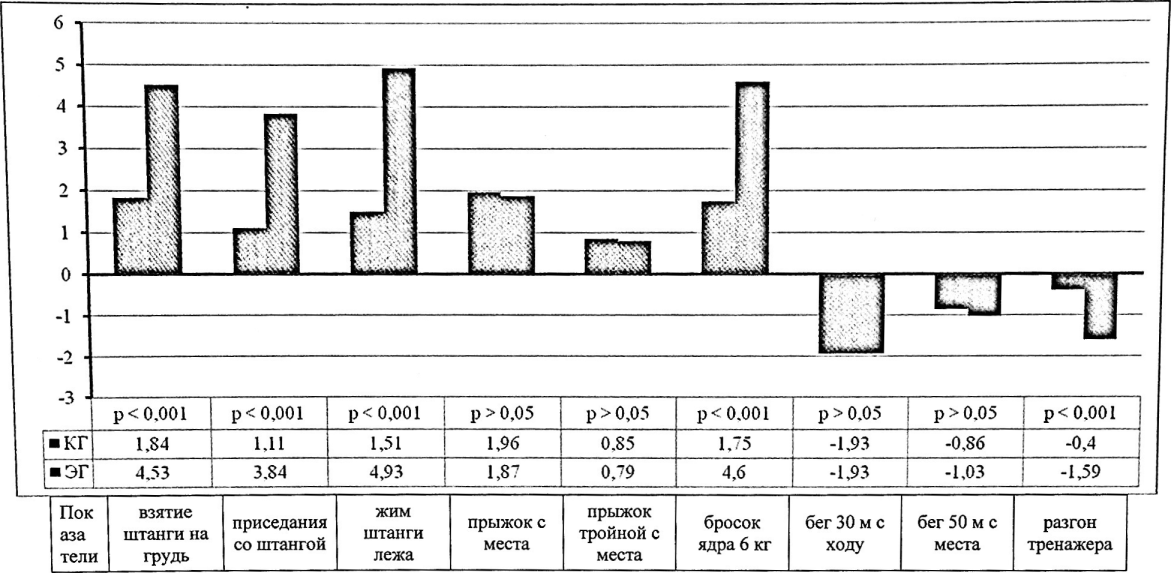 6
5
4
3
2
1
0
-1
-2
-3
p < 0,001 p < 0,001 p < 0,001 p > 0,05 p > 0,05 p < 0,001 p > 0,05 p > 0,05 p < 0,001
КГ 1,84 1,11 1,51 1,96 0,85 1,75 -1,93 -0,86 -0,4
ЭГ 4,53 3,84 4,93 1,87 0,79 4,6 -1,93 -1,03 -1,59
Пок
аза
тели
взятие
штанги на
грудь
приседания
со штангой
жим
штанги
лежа
прыжок с
места
прыжок
тройной с
места
бросок
ядра 6 кг
бег 30 м с
ходу
бег 50 м с
места
разгон
тренажера